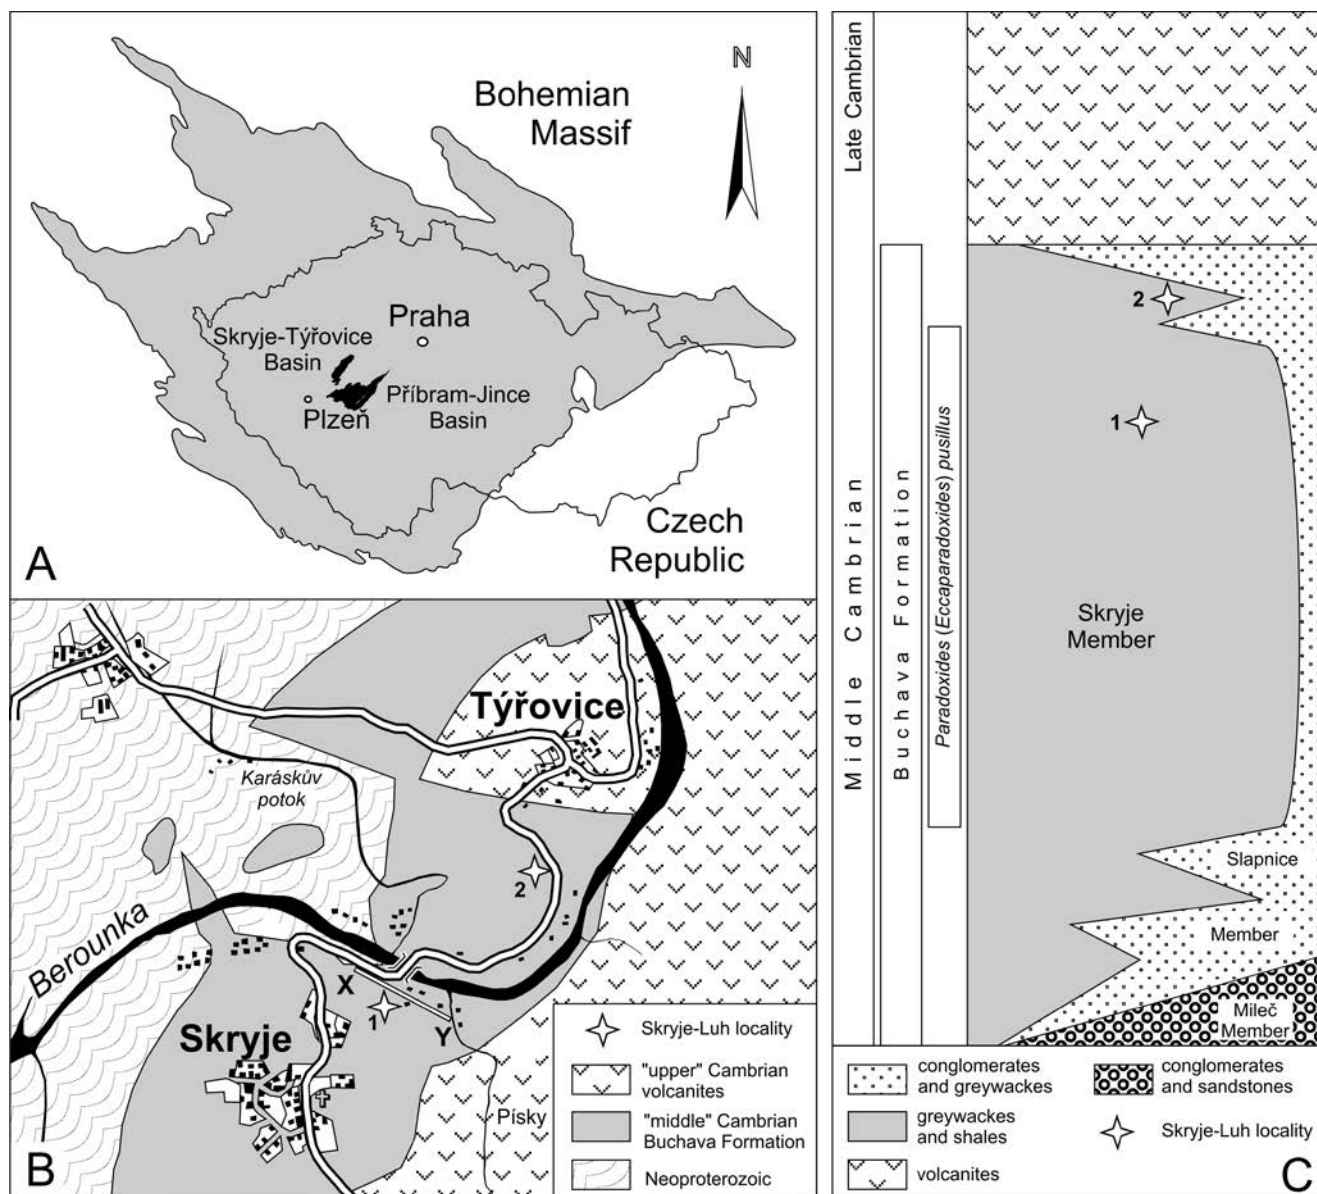 N
Bohemian
Massif
Praha
Skryje-Týřovice
Basin
Příbram-Jince
Basin
Plzeň
Czech
Republic
A
Týřovice
Karáskův
potok
2
Berounka
X
1
Y
Skryje
Písky
Skryje-Luh locality
"upper" Cambrian
volcanites
"middle" Cambrian
Buchava Formation
Neoproterozoic
B
Late Cambrian
Middle Cambrian
Buchava Formation
Paradoxides (Eccaparadoxides) pusillus
2
1
Skryje
Member
Slapnice
Member
Mileč
Member
conglomerates
and greywackes
greywackes
and shales
volcanites
conglomerates
and sandstones
Skryje-Luh locality
C